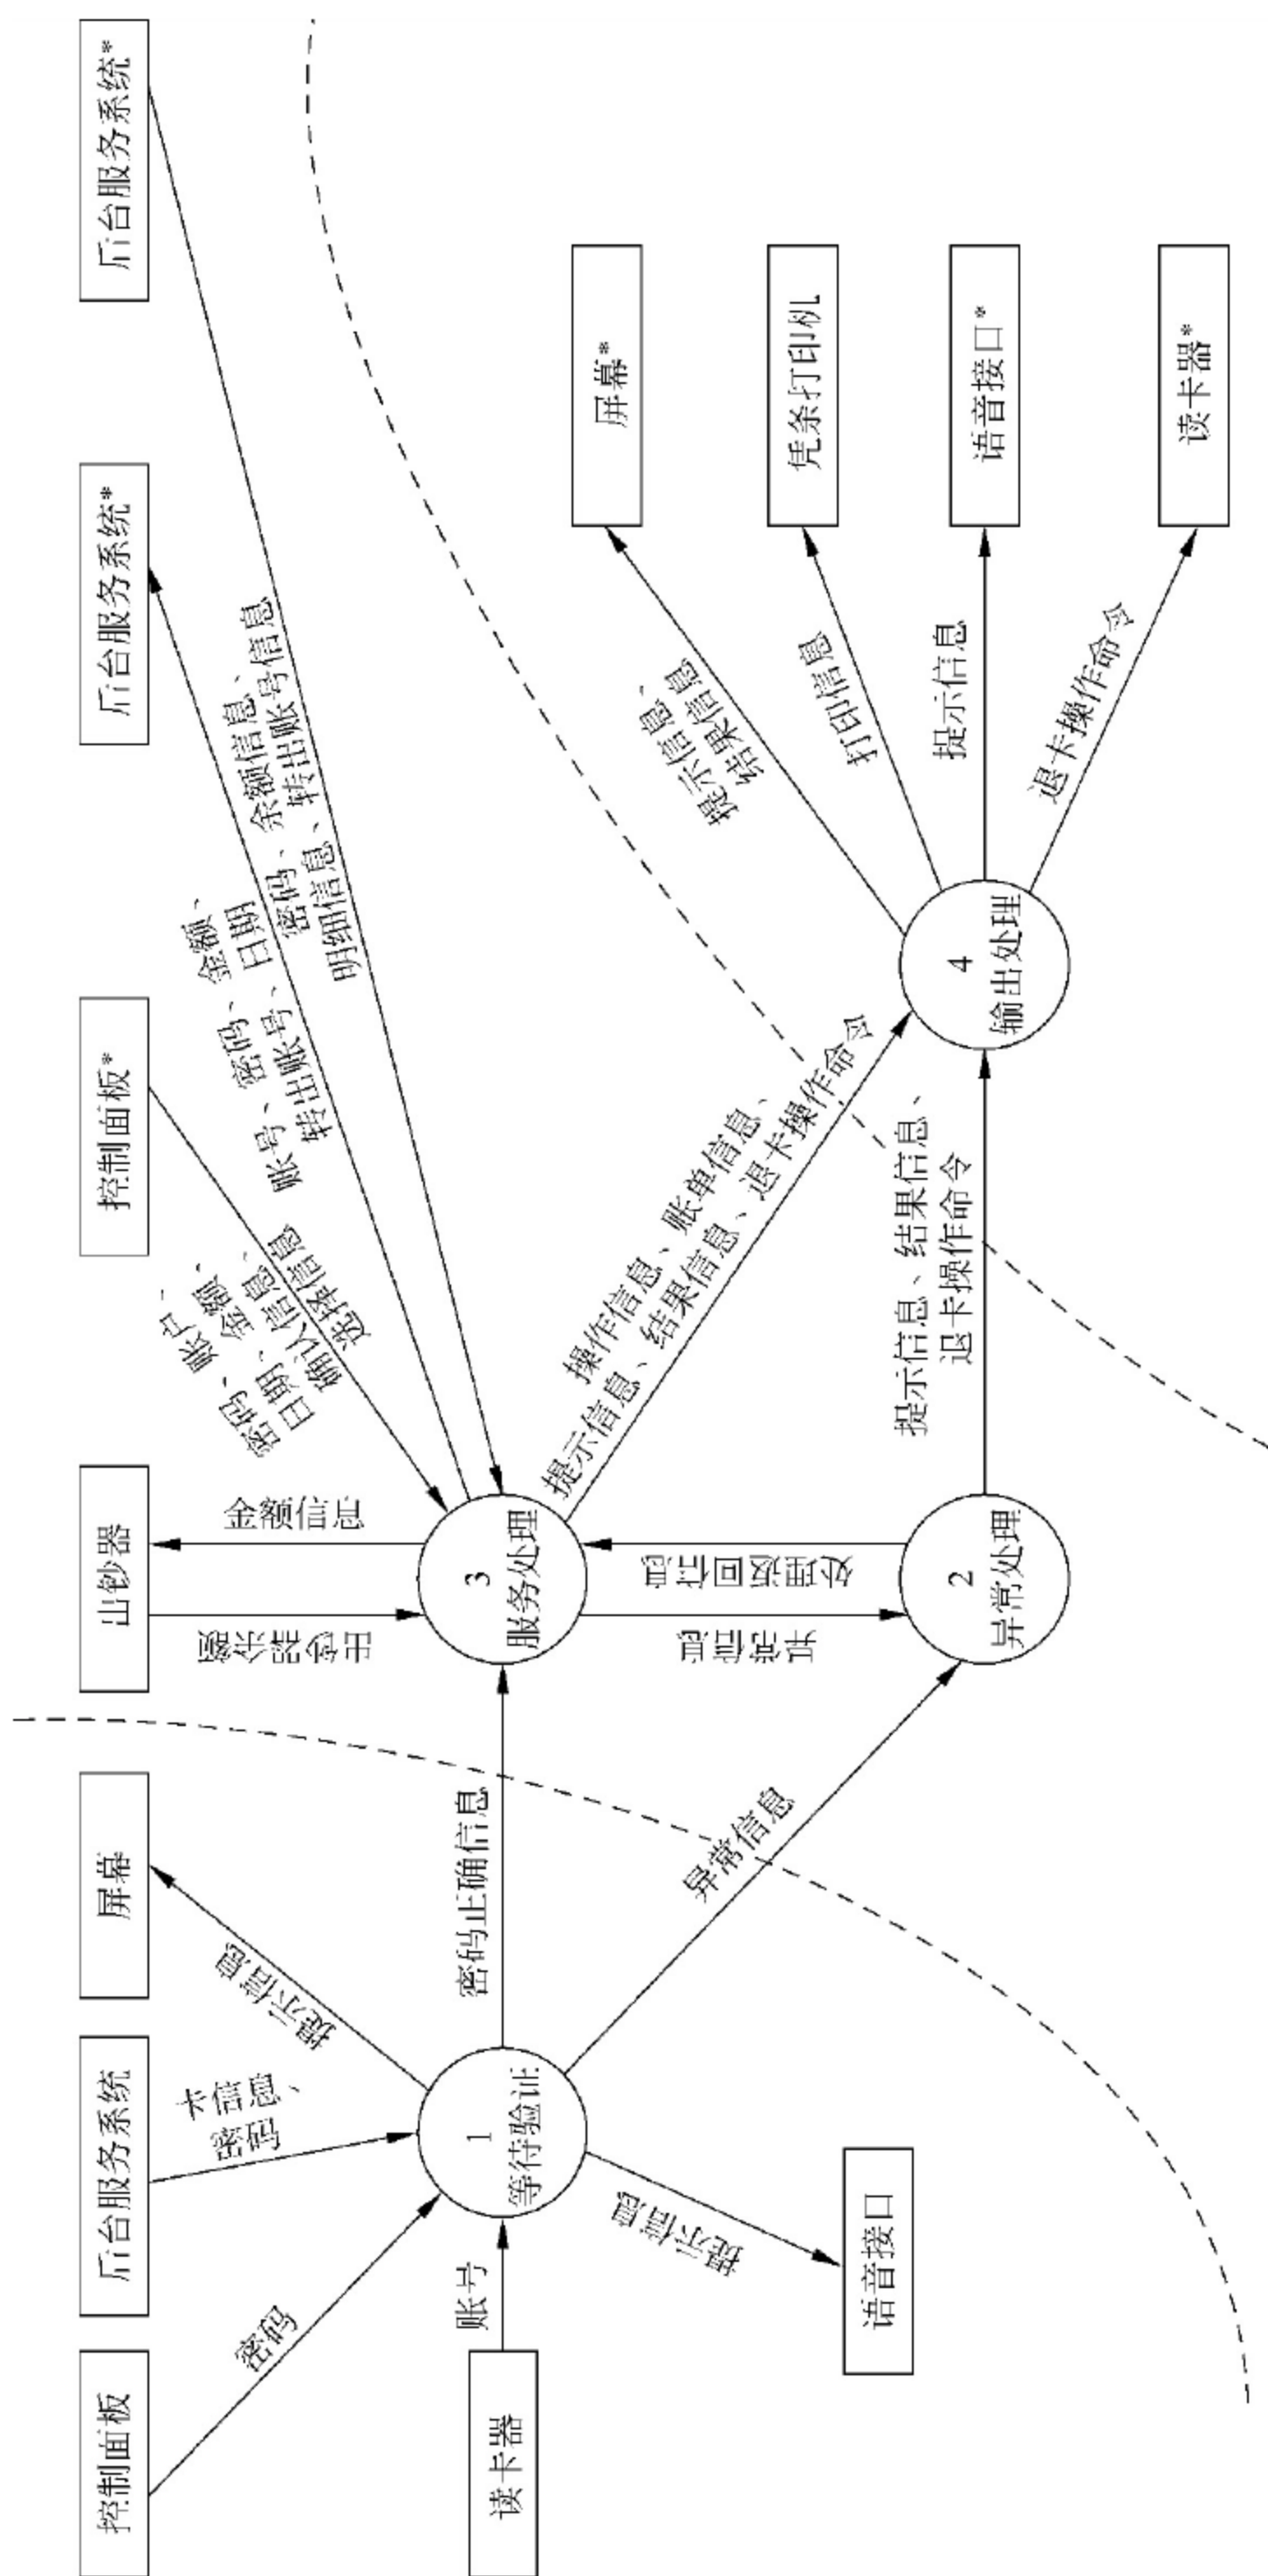 控制面板
后台服务系统
屏幕
出钞器
控制面板*
后台服务系统*
后台服务系统*
密码
卡信息、
密码
提示信息
出钞器余额
金额信息
密码、账户、
日期、金额、
确认信息、
选择信息
账号、密码、金额、
转出账号、日期
密码、余额信息、
明细信息、转出账号信息
读卡器
账号
1
等待验证
密码正确信息
3
服务处理
操作信息、账单信息、
提示信息、结果信息、退卡操作命令
提示信息
语音接口
异常信息
异常信息
处理返回信息
2
异常处理
提示信息、结果信息、
退卡操作命令
4
输出处理
提示信息、
结果信息
屏幕*
打印信息
凭条打印机
提示信息
语音接口*
退卡操作命令
读卡器*